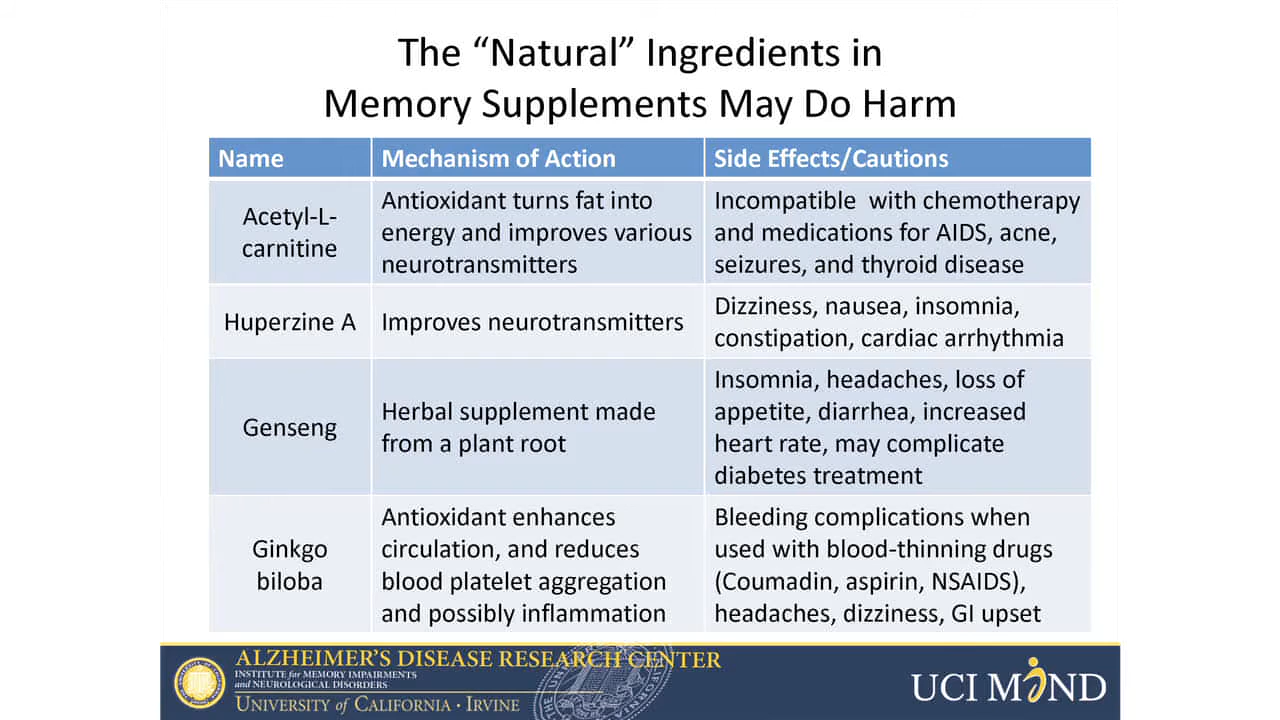 The “Natural” Ingredients in
Memory Supplements May Do Harm
Name
Mechanism of Action
Side Effects/Cautions
Acetyl-L-
carnitine
Antioxidant turns fat into
energy and improves various
neurotransmitters
Incompatible with chemotherapy
and medications for AIDS, acne,
seizures, and thyroid disease
Huperzine A
Improves neurotransmitters
Dizziness, nausea, insomnia,
constipation, cardiac arrhythmia
Genseng
Herbal supplement made
from a plant root
Insomnia, headaches, loss of
appetite, diarrhea, increased
heart rate, may complicate
diabetes treatment
Ginkgo
biloba
Antioxidant enhances
circulation, and reduces
blood platelet aggregation
and possibly inflammation
Bleeding complications when
used with blood-thinning drugs
(Coumadin, aspirin, NSAIDS),
headaches, dizziness, GI upset
ALZHEIMER’S DISEASE RESEARCH CENTER
INSTITUTE for MEMORY IMPAIRMENTS
and NEUROLOGICAL DISORDERS
UNIVERSITY of CALIFORNIA · IRVINE
UCI MIND